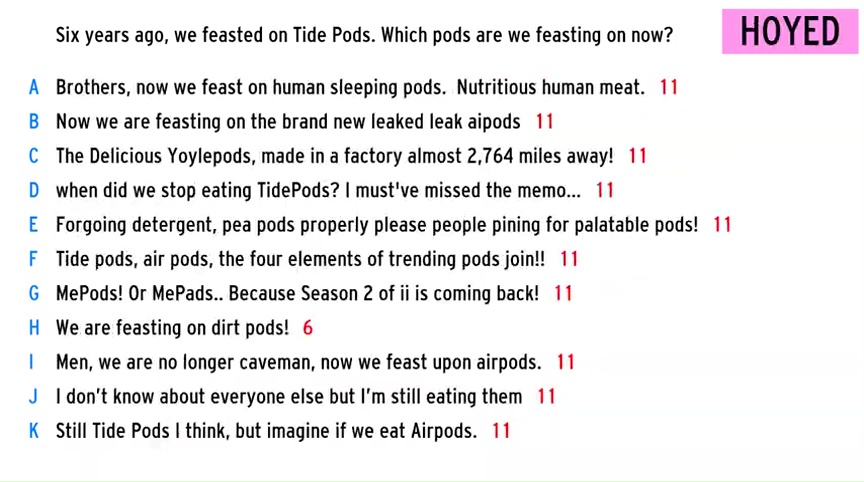 Six years ago, we feasted on Tide Pods. Which pods are we feasting on now?
HOYED
A Brothers, now we feast on human sleeping pods. Nutritious human meat. 11
B Now we are feasting on the brand new leaked leak aipods 11
C The Delicious Yoylepods, made in a factory almost 2,764 miles away! 11
D when did we stop eating TidePods? I must've missed the memo... 11
E Forgoing detergent, pea pods properly please people pining for palatable pods! 11
F Tide pods, air pods, the four elements of trending pods join!! 11
G MePods! Or MePads.. Because Season 2 of ii is coming back! 11
H We are feasting on dirt pods! 6
I Men, we are no longer caveman, now we feast upon airpods. 11
J I don't know about everyone else but I'm still eating them 11
K Still Tide Pods I think, but imagine if we eat Airpods. 11